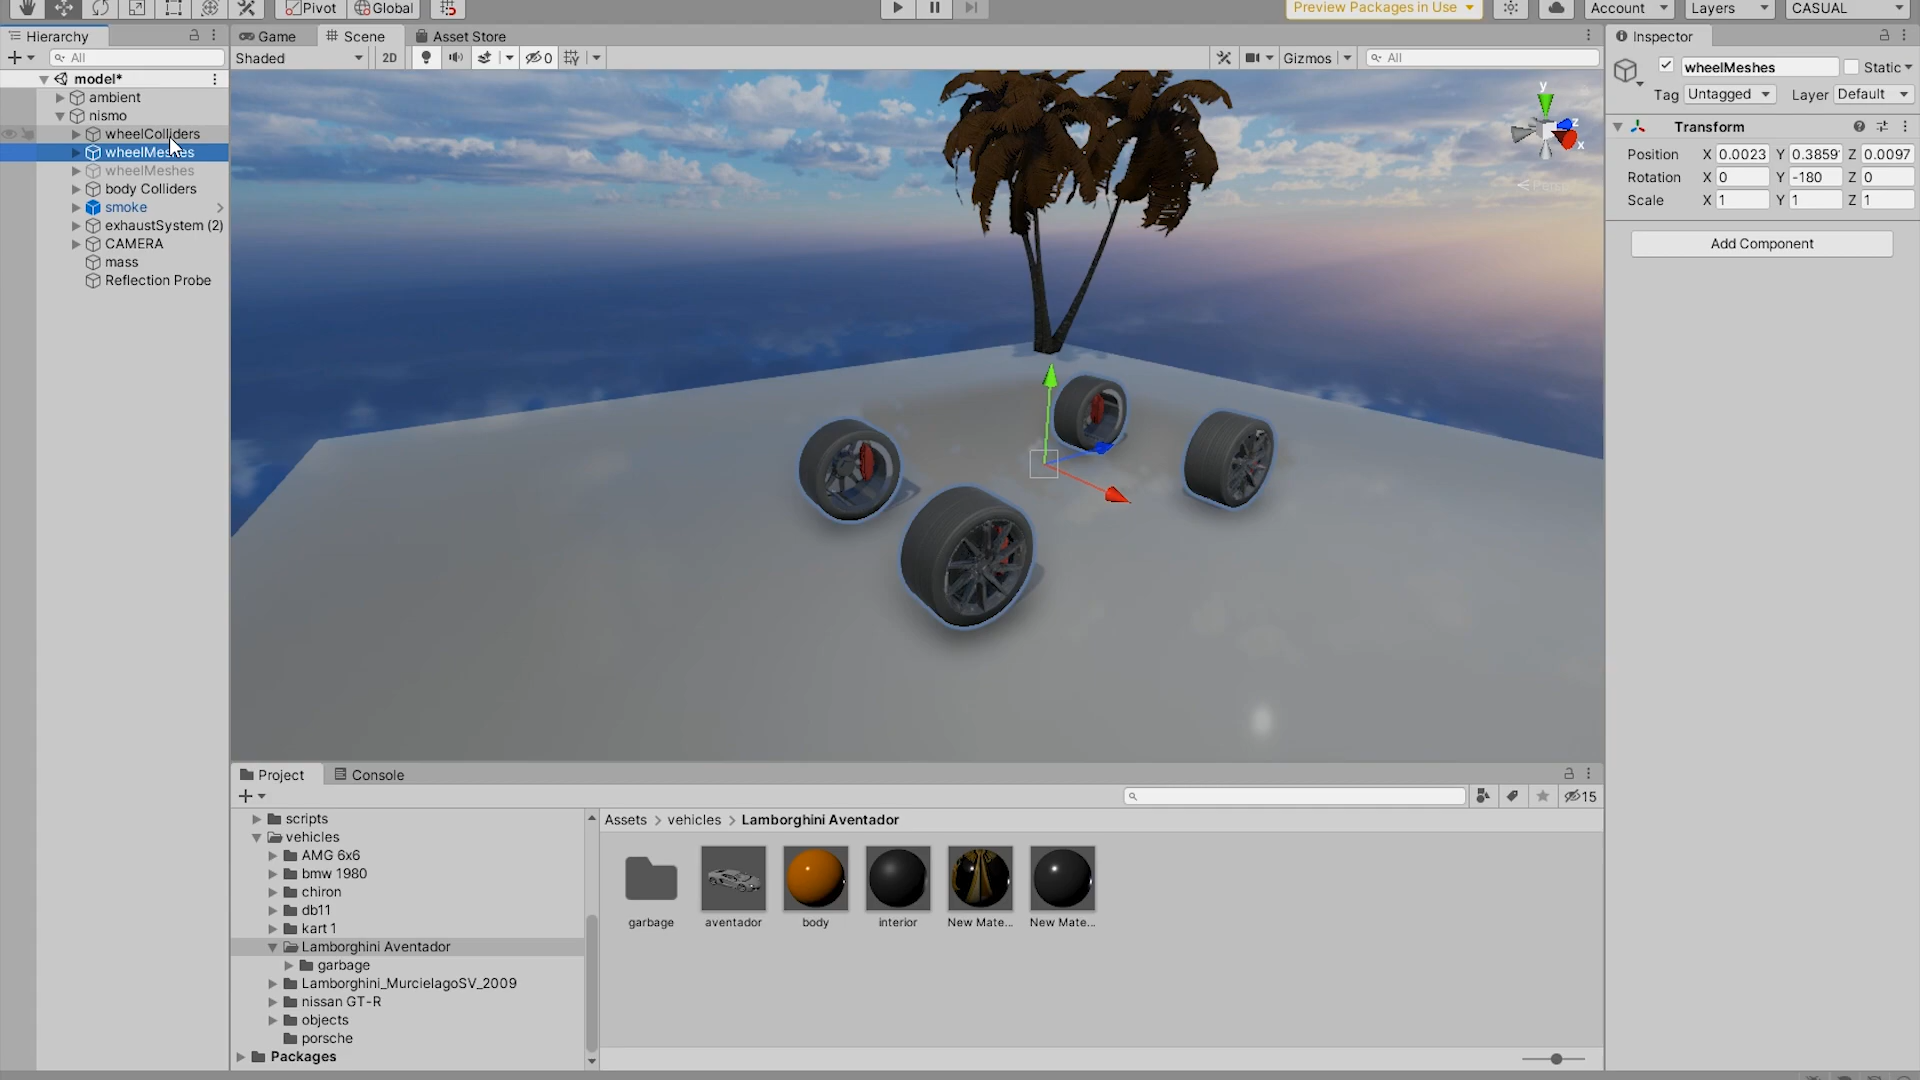 Pivot Global Preview Packages in Use Account Layers CASUAL
Hierarchy Game Scene Asset Store Inspector
All Shaded 2D 0 Gizmos All
wheelMeshes Static
model*
Tag Untagged Layer Default
ambient
nismo
Transform
wheelColliders
wheelMeshes
Position X 0.0023 Y 0.3859 Z 0.0097
wheelMeshes
Rotation X 0 Y -180 Z 0
body Colliders
Scale X 1 Y 1 Z 1
smoke
exhaustSystem (2)
CAMERA
Add Component
mass
Reflection Probe
y
z
x
Persp
Project Console
15
scripts
vehicles
AMG 6x6
bmw 1980
chiron
db11
kart 1
Lamborghini Aventador
garbage
Lamborghini_MurcielagoSV_2009
nissan GT-R
objects
porsche
Packages
Assets > vehicles > Lamborghini Aventador
garbage aventador body interior New Mate... New Mate...